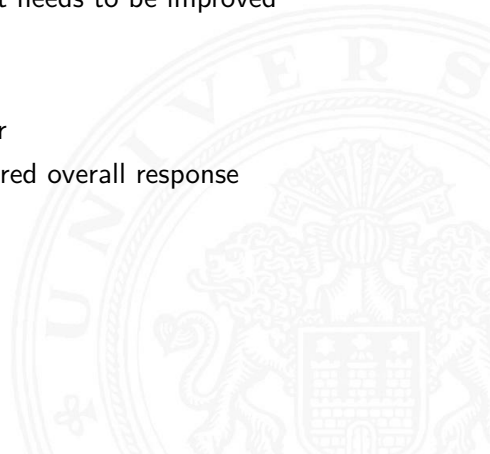 t needs to be improved
r
red overall response
U N I V E R S